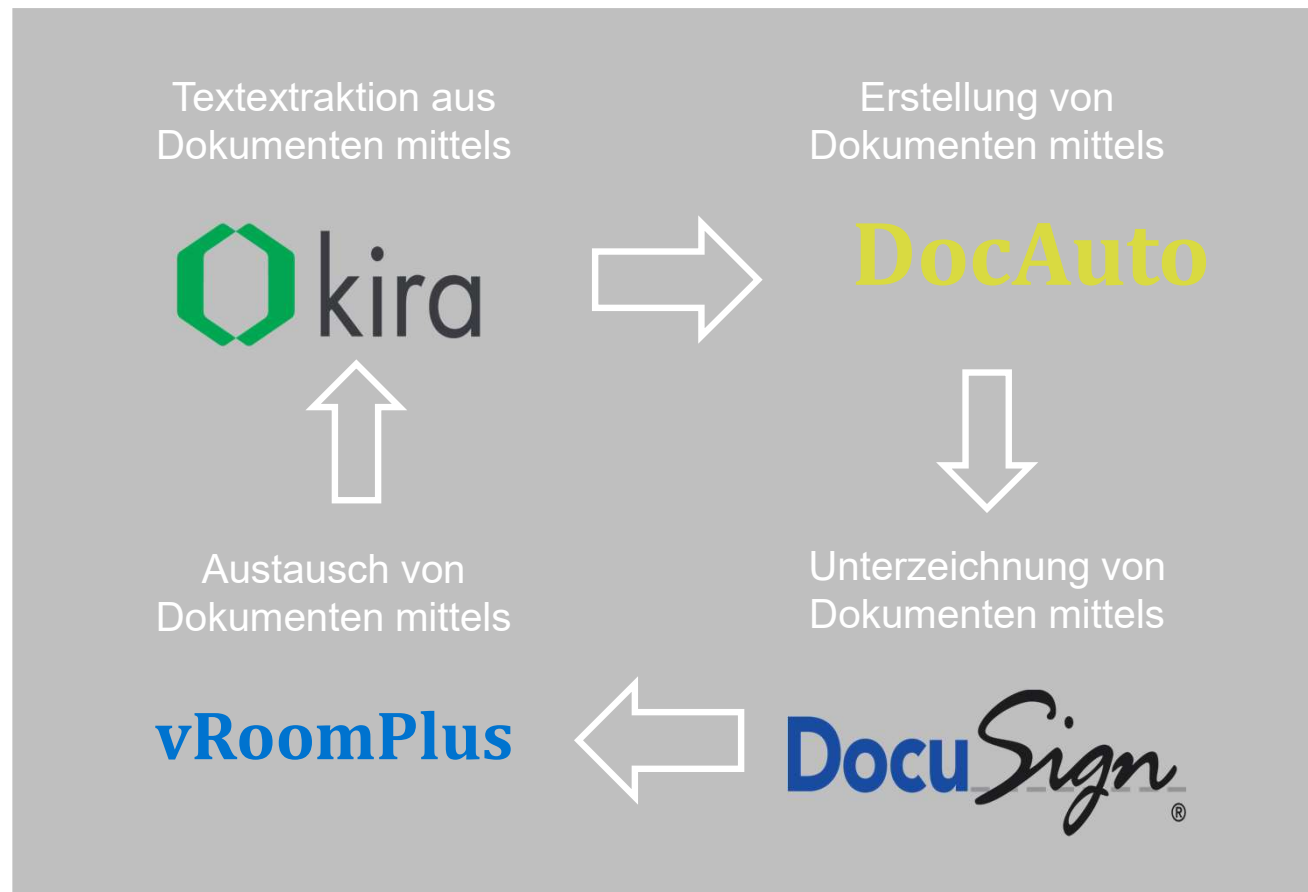 Textextraktion aus
Dokumenten mittels
kira
Erstellung von
Dokumenten mittels
DocAuto
Austausch von
Dokumenten mittels
vRoomPlus
Unterzeichnung von
Dokumenten mittels
DocuSign®